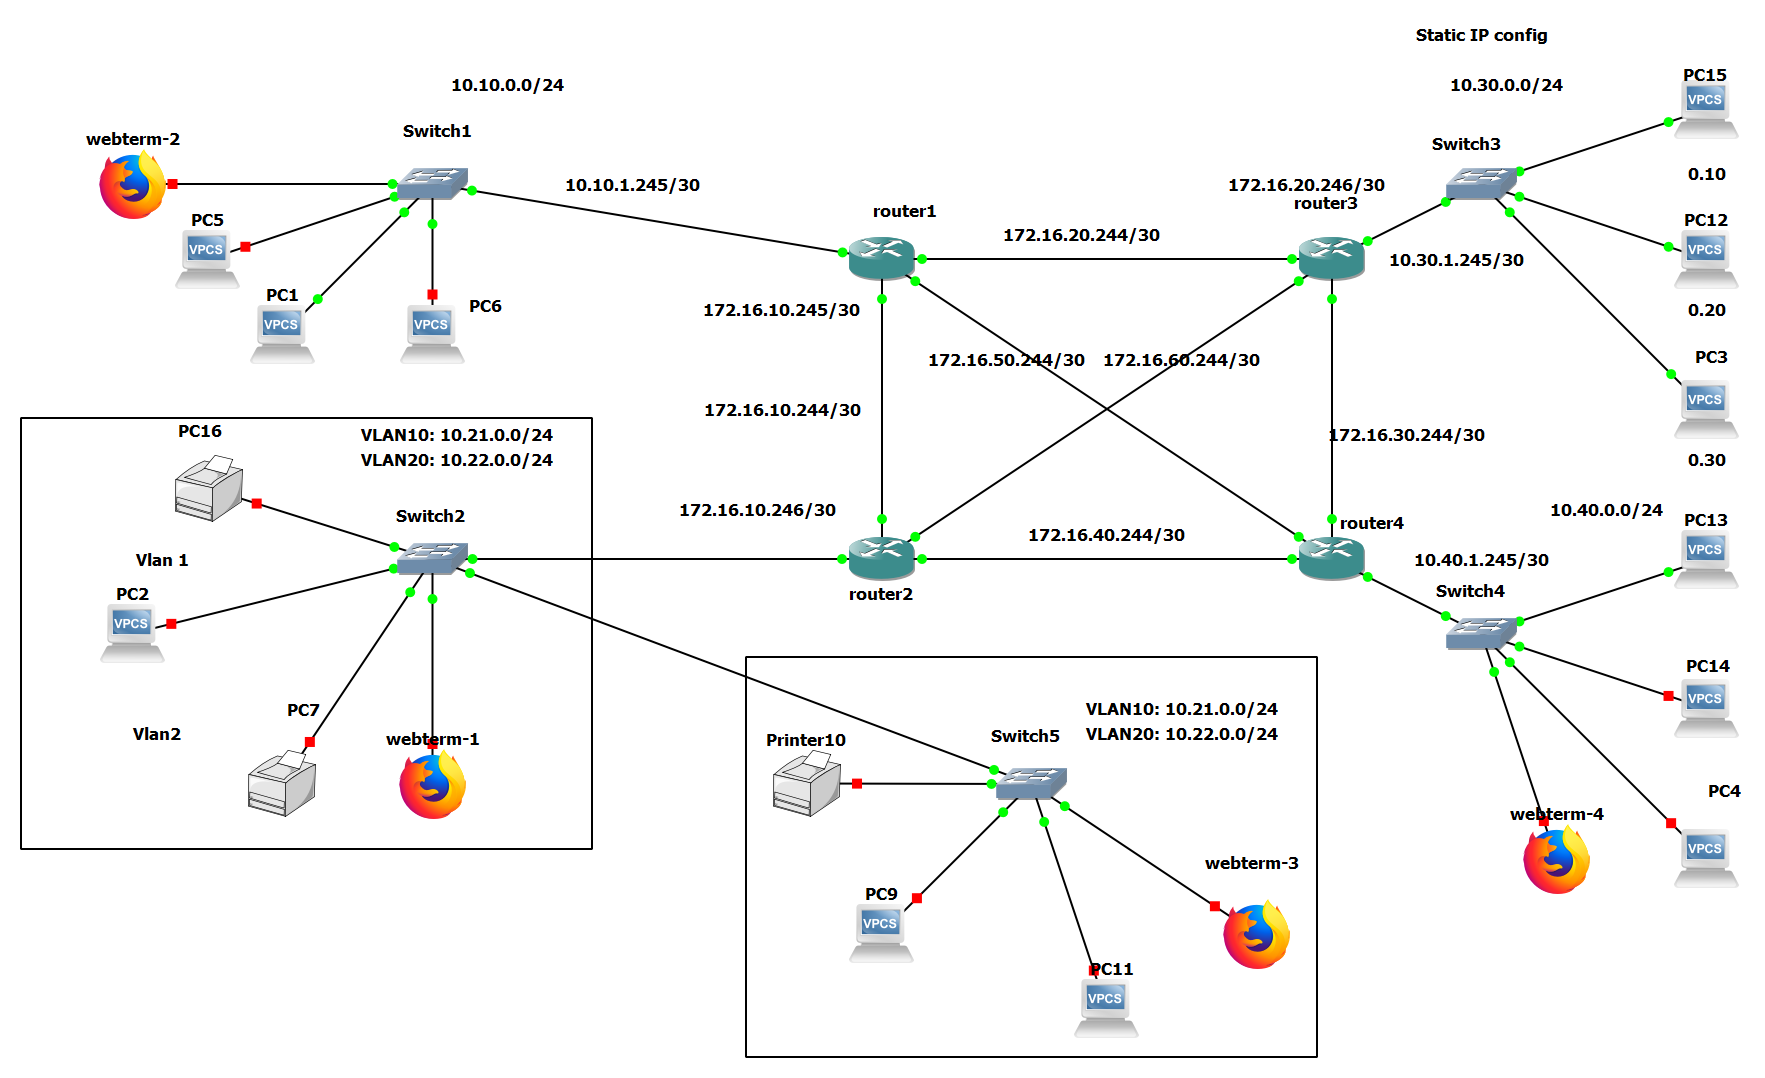 Static IP config
10.10.0.0/24
10.30.0.0/24
PC15
VPCS
Switch1
webterm-2
Switch3
0.10
10.10.1.245/30
172.16.20.246/30
router3
router1
PC5
VPCS
PC12
VPCS
172.16.20.244/30
10.30.1.245/30
PC1
VPCS
PC6
VPCS
172.16.10.245/30
0.20
172.16.50.244/30
172.16.60.244/30
PC3
VPCS
172.16.10.244/30
172.16.30.244/30
0.30
PC16
VLAN10: 10.21.0.0/24
VLAN20: 10.22.0.0/24
Switch2
172.16.10.246/30
10.40.0.0/24
PC13
VPCS
router4
172.16.40.244/30
Vlan 1
10.40.1.245/30
Switch4
PC2
VPCS
router2
PC14
VPCS
PC7
Vlan2
webterm-1
VLAN10: 10.21.0.0/24
VLAN20: 10.22.0.0/24
Printer10
Switch5
PC4
VPCS
webterm-4
webterm-3
PC9
VPCS
PC11
VPCS